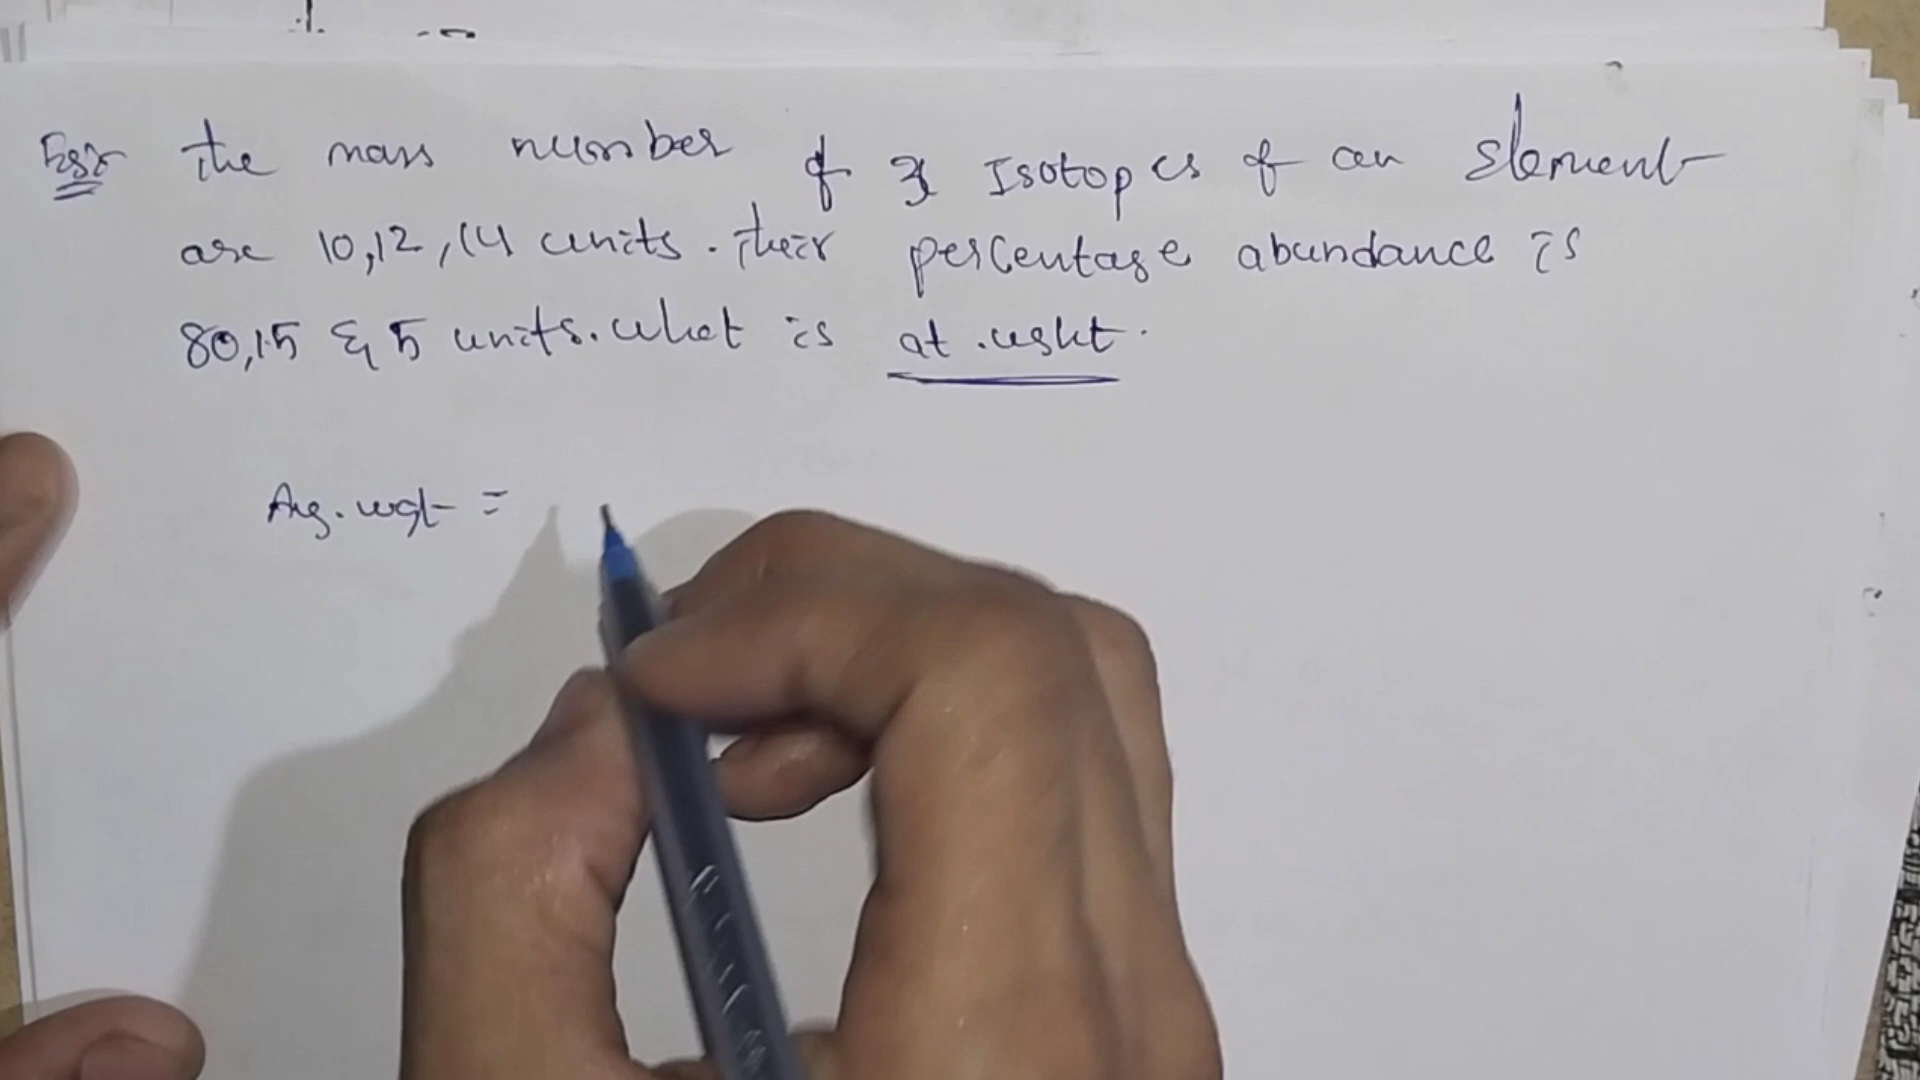 The mass number of 3 Isotopes of an Element
are 10,12,14 units. their percentage abundance is
80,15 & 5 units. what is at. wght.
Avg. wgt =